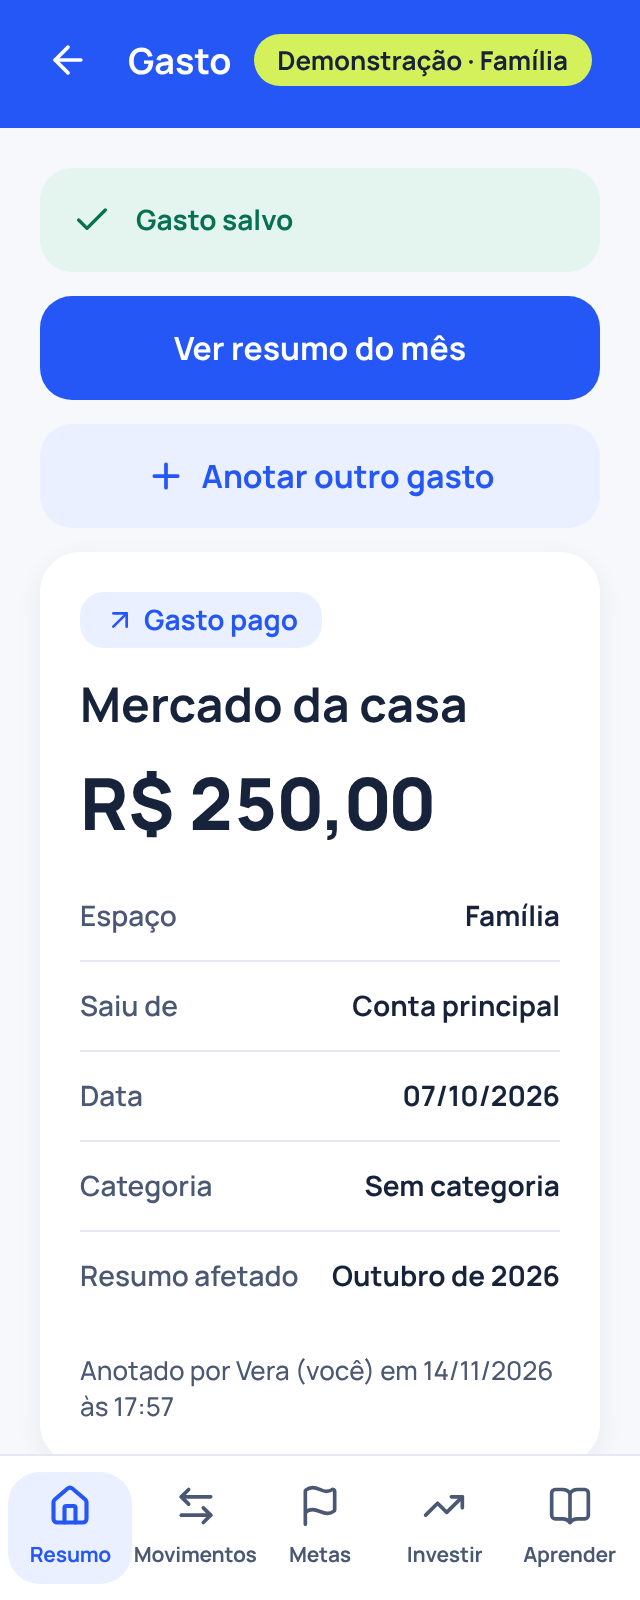 Gasto
Demonstração · Família
Gasto salvo
Ver resumo do mês
Anotar outro gasto
Gasto pago
Mercado da casa
R$ 250,00
Espaço Família
Saiu de Conta principal
Data 07/10/2026
Categoria Sem categoria
Resumo afetado Outubro de 2026
Anotado por Vera (você) em 14/11/2026
às 17:57
Resumo Movimentos Metas Investir Aprender